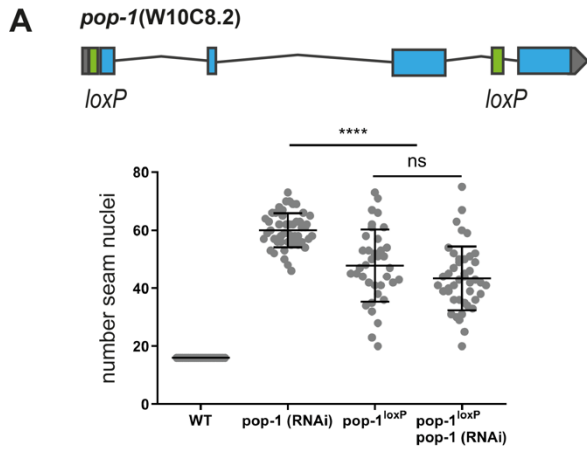 A
pop-1(W10C8.2)
loxP loxP
****
ns
number seam nuclei
80
60
40
20
0
WT pop-1 (RNAi) pop-1loxP pop-1loxP
pop-1 (RNAi)